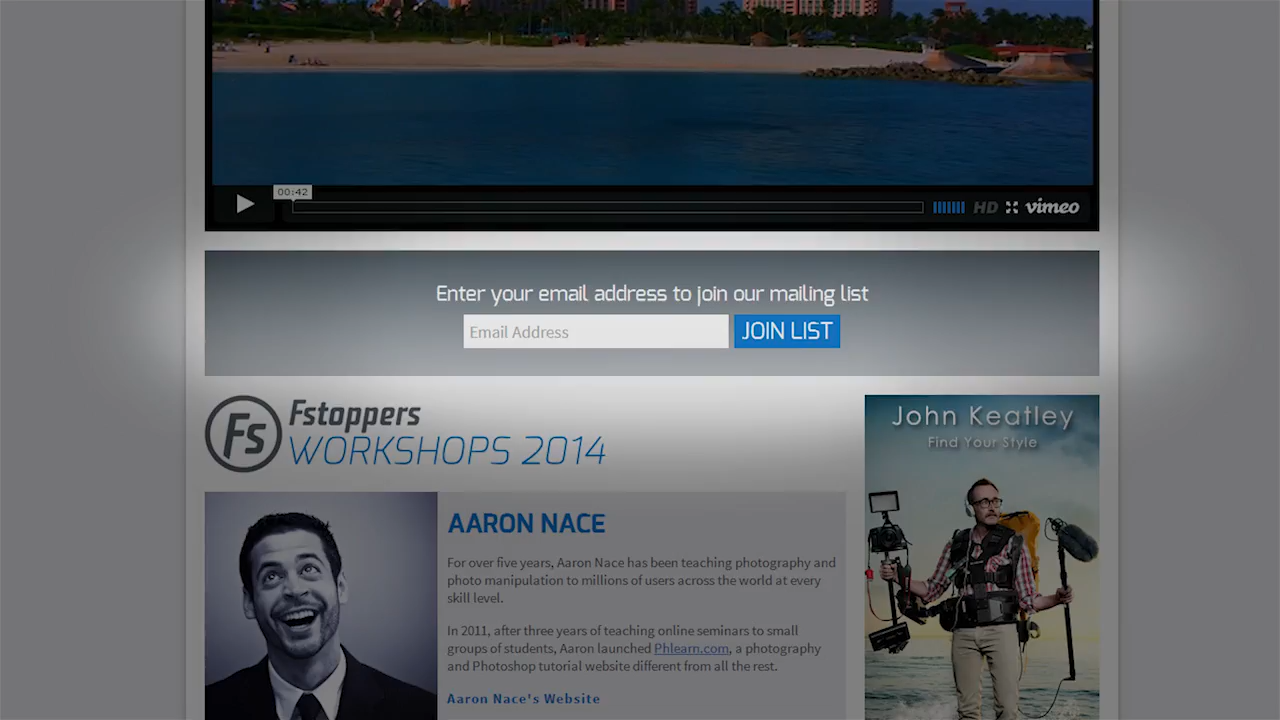 00:42
HD vimeo
Enter your email address to join our mailing list
Email Address
JOIN LIST
Fs
Fstoppers
WORKSHOPS 2014
AARON NACE
For over five years, Aaron Nace has been teaching photography and
photo manipulation to millions of users across the world at every
skill level.
In 2011, after three years of teaching online seminars to small
groups of students, Aaron launched Phlearn.com, a photography
and Photoshop tutorial website different from all the rest.
Aaron Nace's Website
John Keatley
Find Your Style